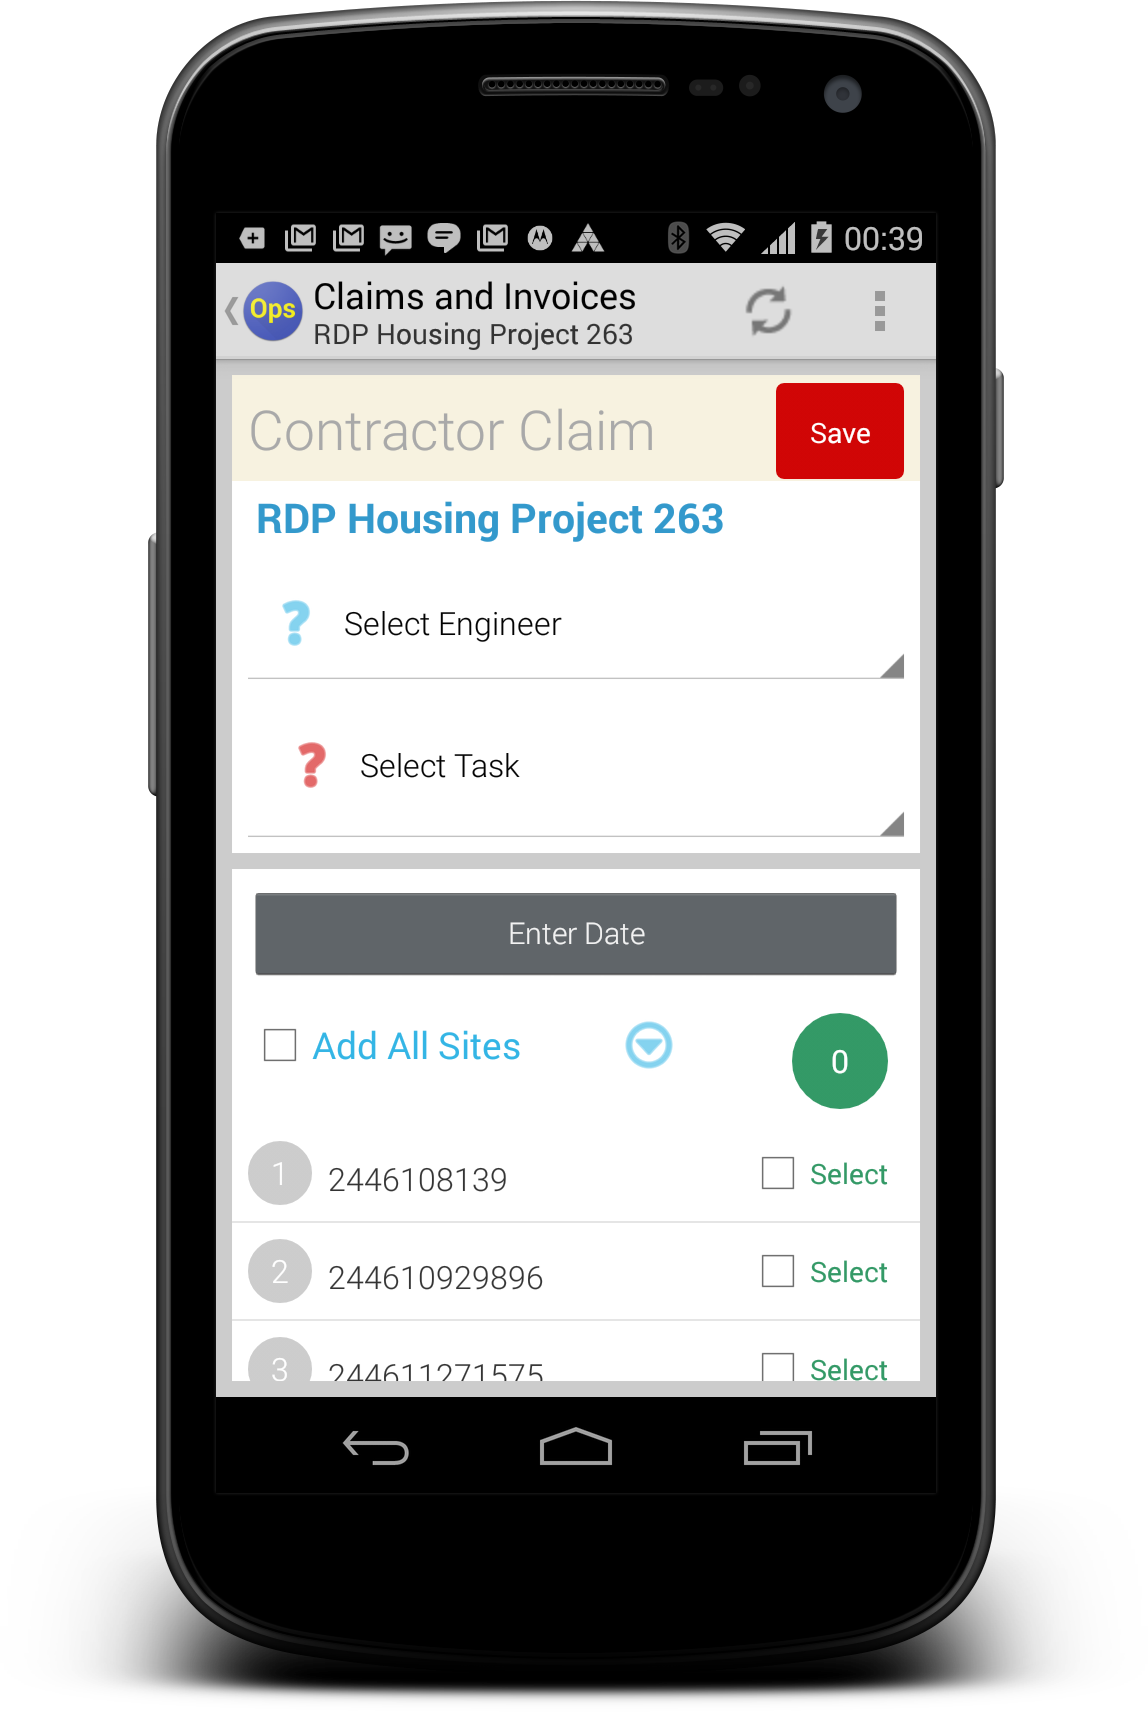 00:39
Ops
Claims and Invoices
RDP Housing Project 263
Contractor Claim
Save
RDP Housing Project 263
? Select Engineer
? Select Task
Enter Date
Add All Sites
0
1 2446108139 Select
2 244610929896 Select
3 244611271575 Select